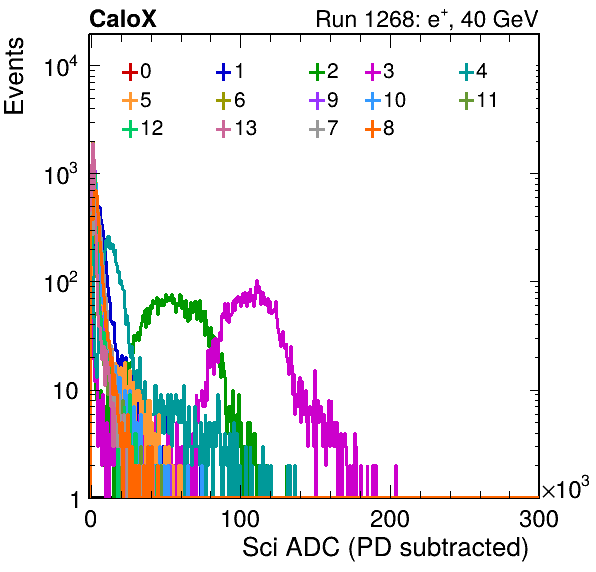 CaloX Run 1268: e⁺, 40 GeV
Events
10⁴
10³
10²
10
1
0 1 2 3 4
5 6 9 10 11
12 13 7 8
0 100 200 300
×10³
Sci ADC (PD subtracted)